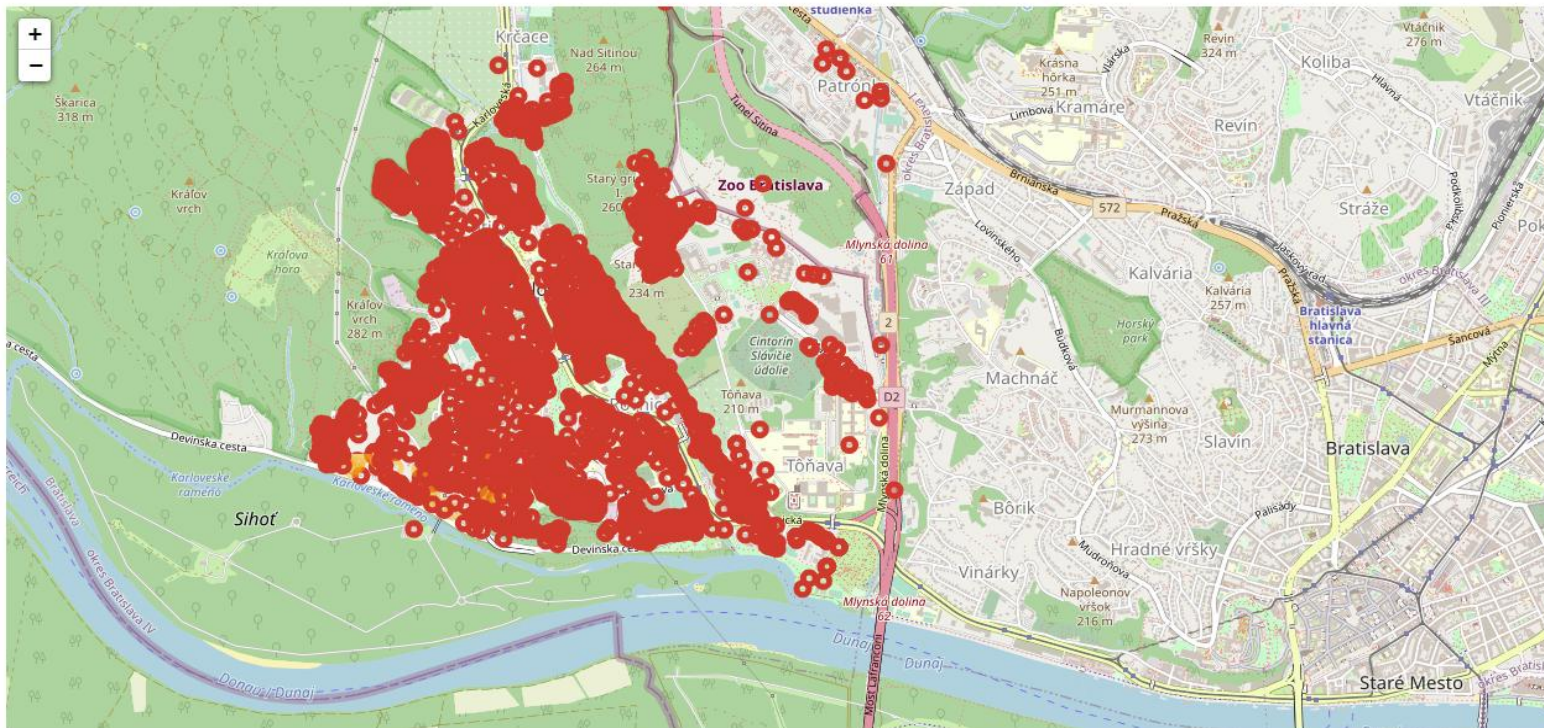 +
−
Krčace
Nad Sitinou
264 m
studienka
cesta
Revín
324 m
Vtáčnik
276 m
Krásna
hôrka
251 m
Vlárska
Koliba
Hlavná
Škarica
318 m
Karloveská
Patrónka
Limbová
Kramáre
Vtáčnik
Tunel Sitina
Revín
Podkolibská
Pionierska
Kráľov
vrch
Zoo Bratislava
Západ
Brnianska
572
Pražská
Stráže
Lovinského
Kráľova
hora
Mlynská dolina
61
Jaskový rad
okres Bratislava III
234 m
Kalvária
Pražská
Kalvária
257 m
Kráľov
vrch
282 m
2
Horský
park
Bratislava
hlavná
stanica
Šancová
Mýtna
Cintorín
Slávičie
údolie
Búdková
Machnáč
Tôňava
210 m
D2
Murmannova
výšina
273 m
Slavín
Devínska cesta
Bratislava
Karloveské
rameno
Karloveské rameno
Tôňava
Mlynská dolina
Sihoť
Palisády
Bôrik
Devínska cesta
Mudroňova
Hradné vŕšky
okres Bratislava IV
Vinárky
Napoleonov
vŕšok
216 m
Mlynská dolina
62
Dunaj
Dunaj
Donau / Dunaj
Most Lafranconi
Staré Mesto